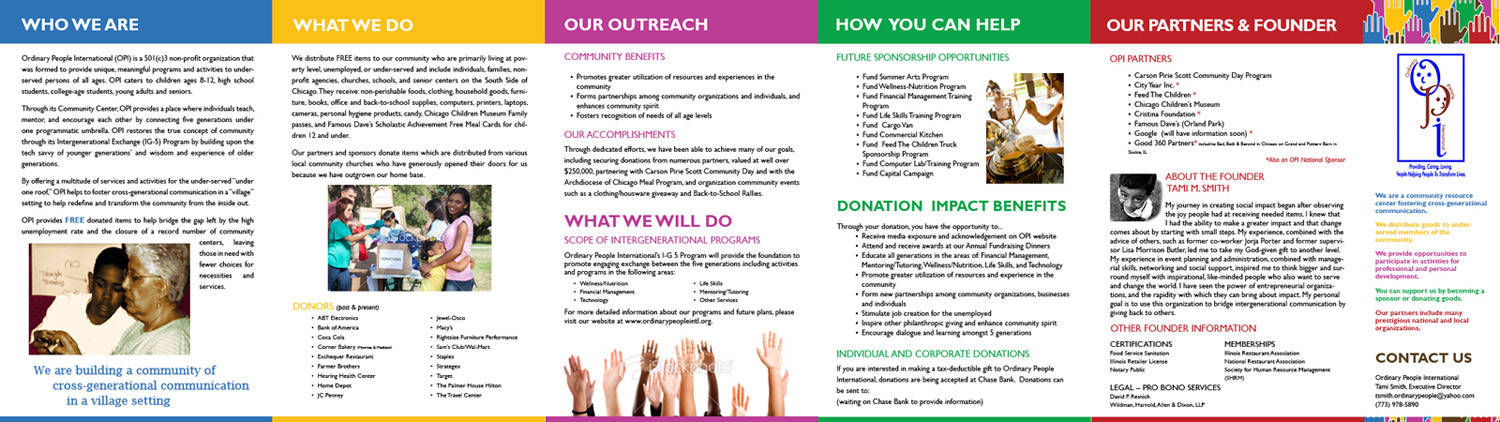 WHO WE ARE
Ordinary People International (OPI) is a 501(c)3 non-profit organization that
was formed to provide unique, meaningful programs and activities to under-
served persons of all ages. OPI caters to children ages 8-12, high school
students, college-age students, young adults and seniors.
Through its Community Center, OPI provides a place where individuals teach,
mentor, and encourage each other by connecting five generations under
one programmatic umbrella. OPI restores the true concept of community
through its Intergenerational Exchange (IG-5) Program by building upon the
tech savvy of younger generations' and wisdom and experience of older
generations.
By offering a multitude of services and activities for the underserved "under
one roof," OPI helps to foster cross-generational communication in a "village"
setting to help redefine and transform the community from the inside out.
OPI provides FREE donated items to help bridge the gap left by the high
unemployment rate and the closure of a record number of community
centers, leaving
those in need with
fewer choices for
necessities and
services.
We are building a community of
cross-generational communication
in a village setting
WHAT WE DO
We distribute FREE items to our community who are primarily living at pov-
erty level, unemployed, or under-served and include individuals, families, non-
profit agencies, churches, schools, and senior centers on the South Side of
Chicago. They receive: non-perishable foods, clothing, household goods, furni-
ture, books, office and back-to-school supplies, computers, printers, laptops,
cameras, personal hygiene products, candy, Chicago Children Museum Family
passes, and Famous Dave's Scholastic Achievement Free Meal Cards for chil-
dren 12 and under.
Our partners and sponsors donate items which are distributed from various
local community churches who have generously opened their doors for us
because we have outgrown our home base.
DONATIONS
DONORS (past & present)
• ABT Electronics
• Bank of America
• Coca Cola
• Corner Bakery
• Exchequer Restaurant
• Farmer Brothers
• Hearing Health Center
• Home Depot
• JC Penney
• Jewel-Osco
• Macy's
• Rightsize Furniture Performance
• Sam's Club/Wal-Mart
• Staples
• Strategex
• Target
• The Palmer House Hilton
• The Travel Center
OUR OUTREACH
COMMUNITY BENEFITS
• Promotes greater utilization of resources and experiences in the
community
• Forms partnerships among community organizations and individuals, and
enhances community spirit
• Fosters recognition of needs of all age levels
OUR ACCOMPLISHMENTS
Through dedicated efforts, we have been able to achieve many of our goals,
including securing donations from numerous partners, valued at well over
$250,000, partnering with Carson Pirie Scott Community Day and with the
Archdiocese of Chicago Meal Program, and organization community events
such as a clothing/housware giveaway and Back-to-School Rallies.
WHAT WE WILL DO
SCOPE OF INTERGENERATIONAL PROGRAMS
Ordinary People International's I-G 5 Program will provide the foundation to
promote engaging exchange between the five generations including activities
and programs in the following areas:
• Wellness/Nutrition
• Financial Management
• Technology
• Life Skills
• Mentoring/Tutoring
• Other Services
For more detailed information about our programs and future plans, please
visit our website at www.ordinarypeopleintl.org.
iStockphoto
HOW YOU CAN HELP
FUTURE SPONSORSHIP OPPORTUNITIES
• Fund Summer Arts Program
• Fund Wellness-Nutrition Program
• Fund Financial Management Training
Program
• Fund Life Skills Training Program
• Fund Cargo Van
• Fund Commercial Kitchen
• Fund Feed The Children Truck
Sponsorship Program
• Fund Computer Lab/Training Program
• Fund Capital Campaign
DONATION IMPACT BENEFITS
Through your donation, you have the opportunity to...
• Receive media exposure and acknowledgement on OPI website
• Attend and receive awards at our Annual Fundraising Dinners
• Educate all generations in the areas of: Financial Management,
Mentoring/Tutoring, Wellness/Nutrition, Life Skills, and Technology
• Promote greater utilization of resources and experience in the
community
• Form new partnerships among community organizations, businesses
and individuals
• Stimulate job creation for the unemployed
• Inspire other philanthropic giving and enhance community spirit
• Encourage dialogue and learning amongst 5 generations
INDIVIDUAL AND CORPORATE DONATIONS
If you are interested in making a tax-deductible gift to Ordinary People
International, donations are being accepted at Chase Bank. Donations can
be sent to:
(waiting on Chase Bank to provide information)
OUR PARTNERS & FOUNDER
OPI PARTNERS
• Carson Pirie Scott Community Day Program
• City Year Inc. *
• Feed The Children *
• Chicago Children's Museum
• Cristina Foundation *
• Famous Dave's (Orland Park)
• Google (will have information soon) *
• Good 360 Partners* includine Bed, Bath & Beyond in Chicago on Grand and Pottery Barn in
Skokie, IL
*Also an OPI National Sponsor
ABOUT THE FOUNDER
TAMI M. SMITH
My journey in creating social impact began after observing
the joy people had at receiving needed items. I knew that
I had the ability to make a greater impact and that change
comes about by starting with small steps. My experience, combined with the
advice of others, such as former co-worker Jorja Porter and former supervi-
sor Lisa Morrison Butler, led me to take my God-given gift to another level.
My experience in event planning and administration, combined with manage-
rial skills, networking and social support, inspired me to think bigger and sur-
round myself with inspirational, like-minded people who also want to serve
and change the world. I have seen the power of entrepreneurial organiza-
tions, and the rapidity with which they can bring about impact. My personal
goal is to use this organization to bridge intergenerational communication by
giving back to others.
OTHER FOUNDER INFORMATION
CERTIFICATIONS
Food Service Sanitation
Illinois Retailer License
Notary Public
MEMBERSHIPS
Illinois Restaurant Association
National Restaurant Association
Society for Human Resource Management
(SHRM)
LEGAL – PRO BONO SERVICES
David P. Resnick
Wildman, Harrold, Allen & Dixon, LLP
Ordinary
People
International
Providing, Caring, Loving
People Helping People To Transform Lives.
We are a community resource
center fostering cross-generational
communication.
We distribute goods to under-
served members of the
community.
We provide opportunities to
participate in activities for
professional and personal
development.
You can support us by becoming a
sponsor or donating goods.
Our partners include many
prestigious national and local
organizations.
CONTACT US
Ordinary People International
Tami Smith, Executive Director
tsmith.ordinarypeople@yahoo.com
(773) 978-5890